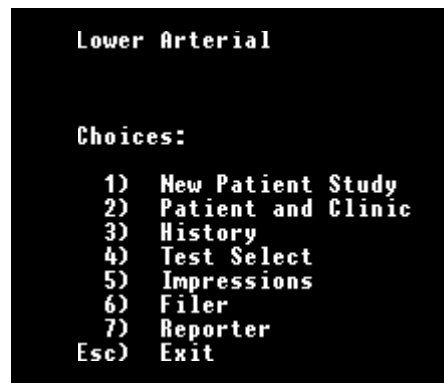 Lower Arterial
Choices:
1) New Patient Study
2) Patient and Clinic
3) History
4) Test Select
5) Impressions
6) Filer
7) Reporter
Esc) Exit